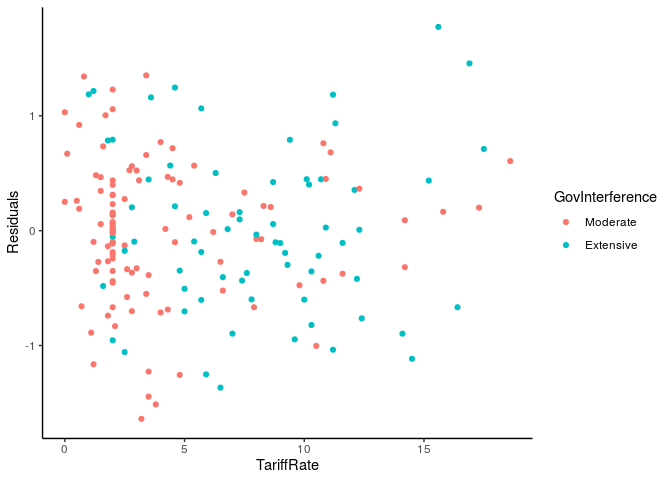 1
0
-1
Residuals
0 5 10 15
TariffRate
GovInterference
Moderate
Extensive